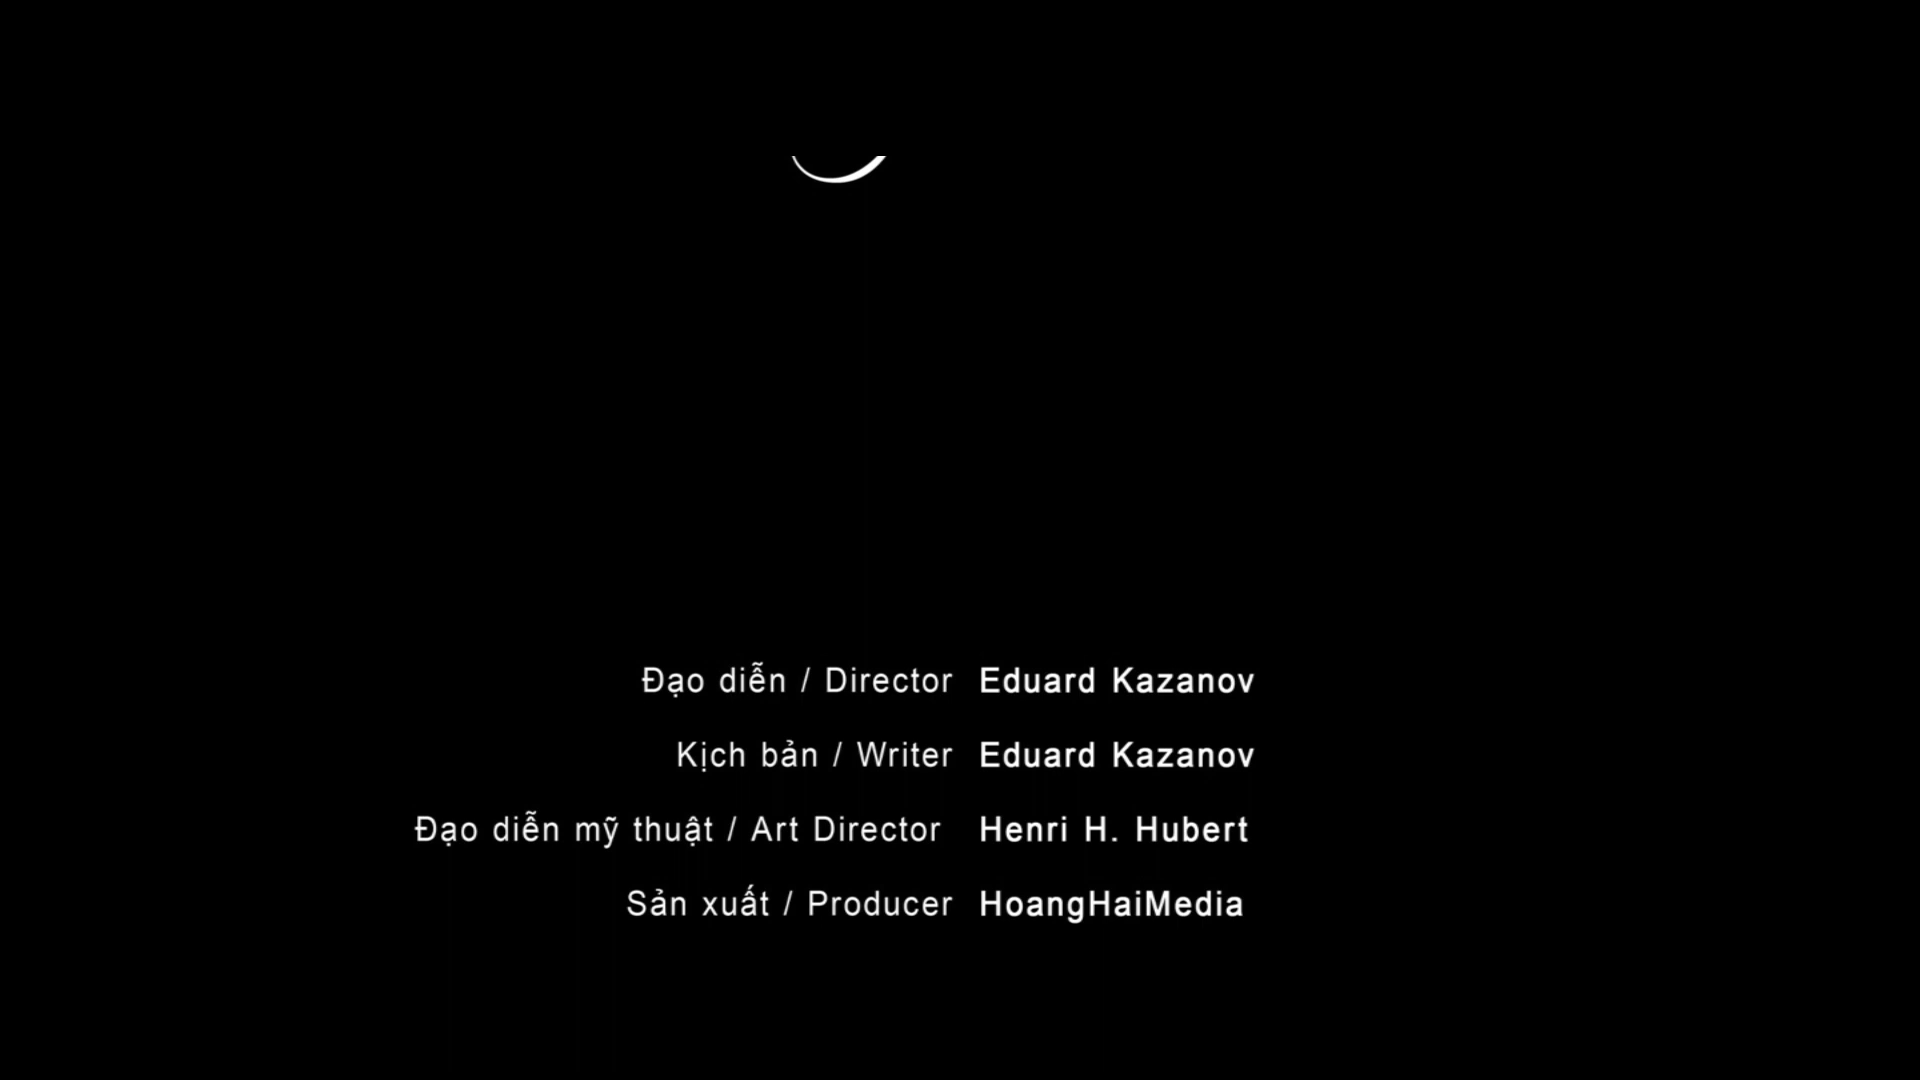 Đạo diễn / Director Eduard Kazanov
Kịch bản / Writer Eduard Kazanov
Đạo diễn mỹ thuật / Art Director Henri H. Hubert
Sản xuất / Producer HoangHaiMedia